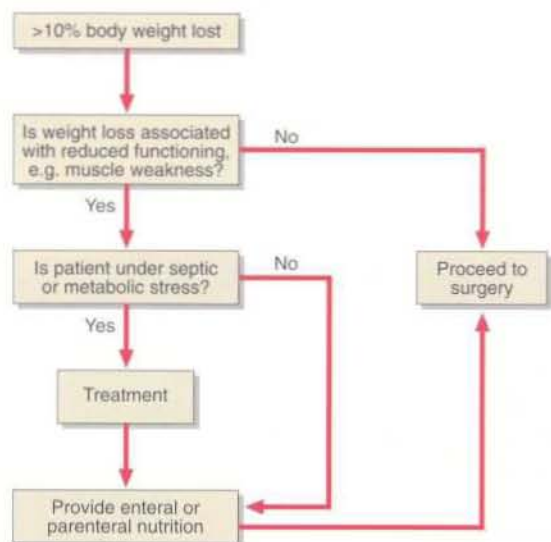 >10% body weight lost
Is weight loss associated
with reduced functioning,
e.g. muscle weakness?
No
Yes
Is patient under septic
or metabolic stress?
No
Proceed to
surgery
Yes
Treatment
Provide enteral or
parenteral nutrition